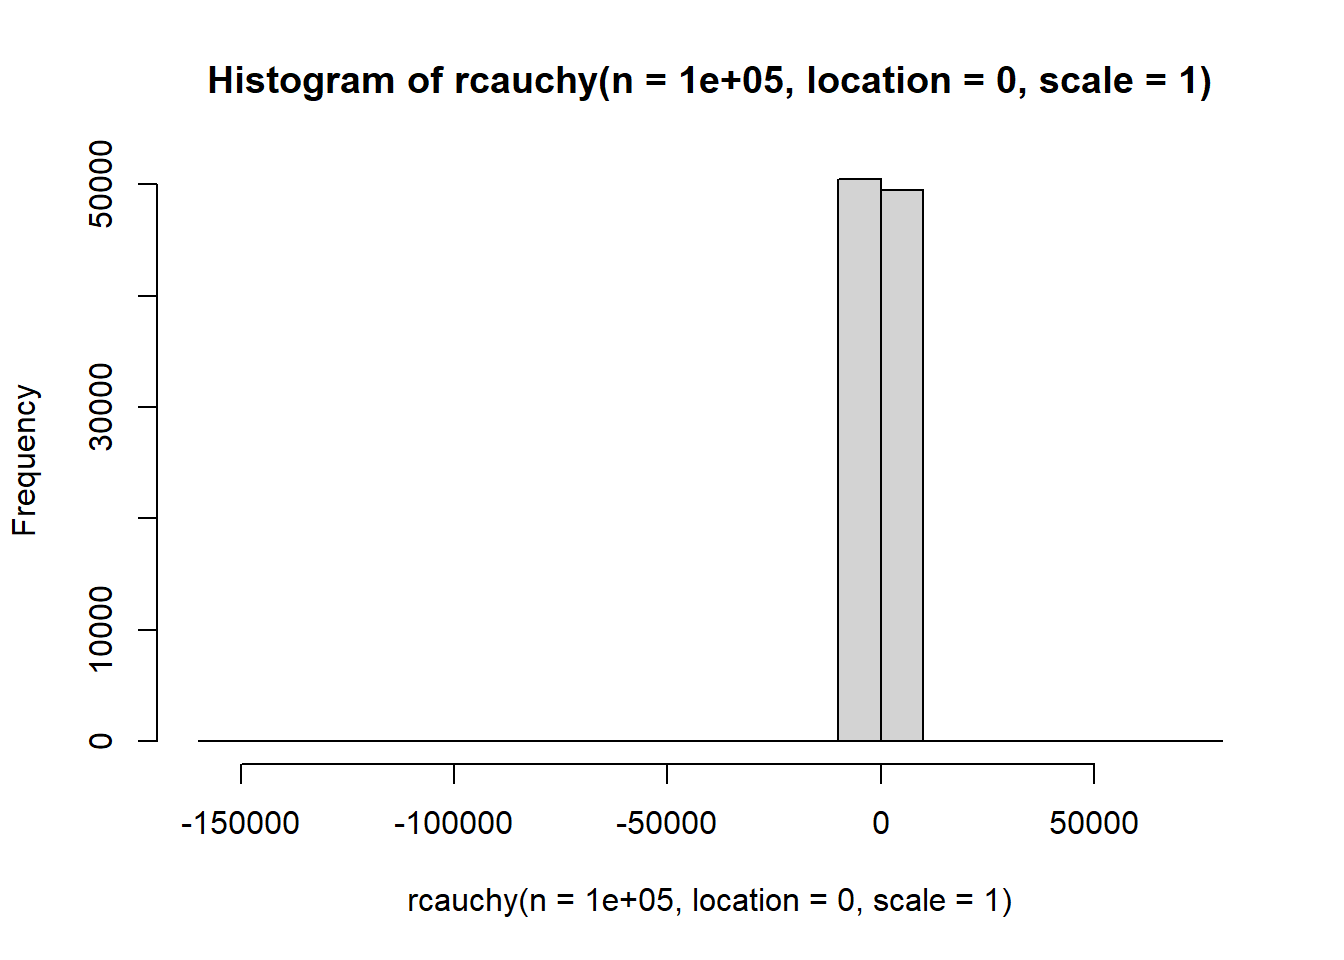 Histogram of rcauchy(n = 1e+05, location = 0, scale = 1)
50000
30000
10000
0
Frequency
-150000 -100000 -50000 0 50000
rcauchy(n = 1e+05, location = 0, scale = 1)